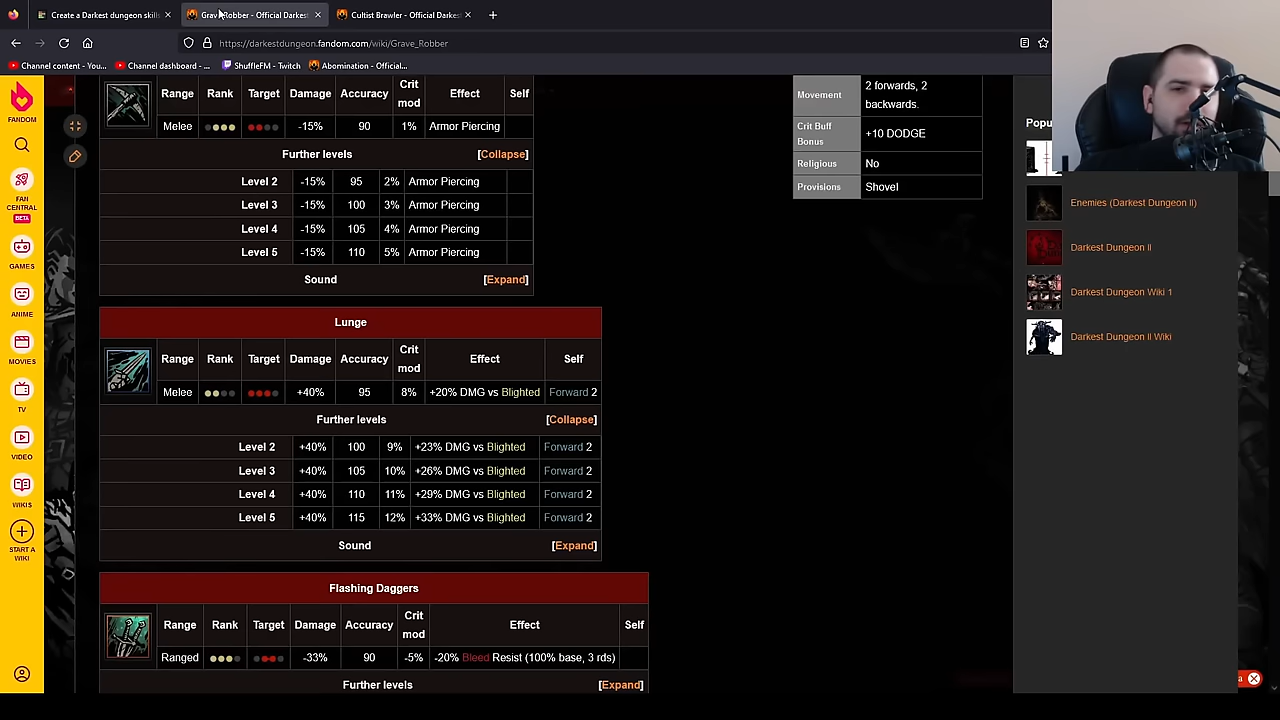 Create a Darkest dungeon skills
Grave Robber - Official Darkest
Cultist Brawler - Official Darkest
https://darkestdungeon.fandom.com/wiki/Grave_Robber
Channel content - You...
Channel dashboard - ...
ShuffleFM - Twitch
Abomination - Official...
FANDOM
FAN CENTRAL
BETA
GAMES
ANIME
MOVIES
TV
VIDEO
WIKIS
START A WIKI
Range Rank Target Damage Accuracy Crit mod Effect Self
Melee -15% 90 1% Armor Piercing
Further levels [Collapse]
Level 2 -15% 95 2% Armor Piercing
Level 3 -15% 100 3% Armor Piercing
Level 4 -15% 105 4% Armor Piercing
Level 5 -15% 110 5% Armor Piercing
Sound [Expand]
Lunge
Range Rank Target Damage Accuracy Crit mod Effect Self
Melee +40% 95 8% +20% DMG vs Blighted Forward 2
Further levels [Collapse]
Level 2 +40% 100 9% +23% DMG vs Blighted Forward 2
Level 3 +40% 105 10% +26% DMG vs Blighted Forward 2
Level 4 +40% 110 11% +29% DMG vs Blighted Forward 2
Level 5 +40% 115 12% +33% DMG vs Blighted Forward 2
Sound [Expand]
Flashing Daggers
Range Rank Target Damage Accuracy Crit mod Effect Self
Ranged -33% 90 -5% -20% Bleed Resist (100% base, 3 rds)
Further levels [Expand]
Movement 2 forwards, 2 backwards.
Crit Buff Bonus +10 DODGE
Religious No
Provisions Shovel
Popu
Enemies (Darkest Dungeon II)
Darkest Dungeon II
Darkest Dungeon Wiki 1
Darkest Dungeon II Wiki